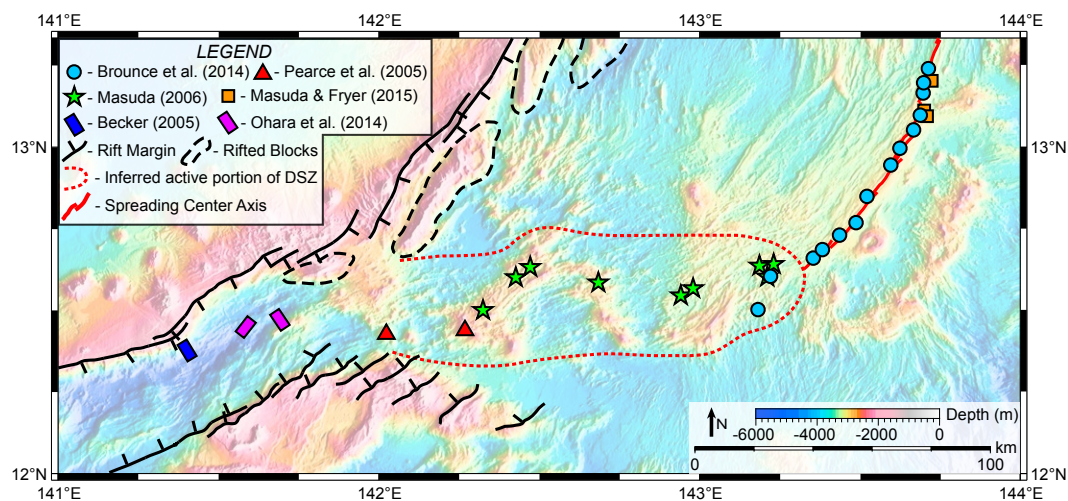 141°E 142°E 143°E 144°E
LEGEND
- Brounce et al. (2014) - Pearce et al. (2005)
- Masuda (2006) - Masuda & Fryer (2015)
- Becker (2005) - Ohara et al. (2014)
- Rift Margin - Rifted Blocks
- Inferred active portion of DSZ
- Spreading Center Axis
13°N 13°N
N Depth (m)
-6000 -4000 -2000 0
km
0 100
12°N 12°N
141°E 142°E 143°E 144°E